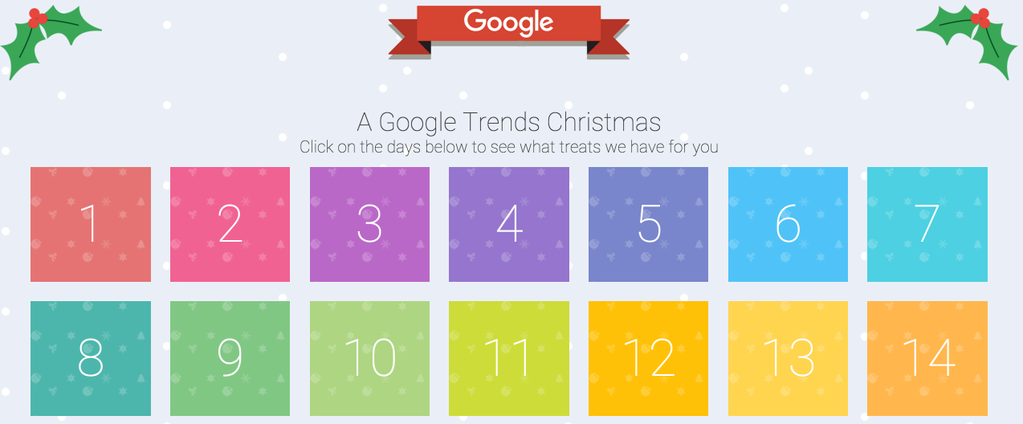 Google
A Google Trends Christmas
Click on the days below to see what treats we have for you
1 2 3 4 5 6 7
8 9 10 11 12 13 14